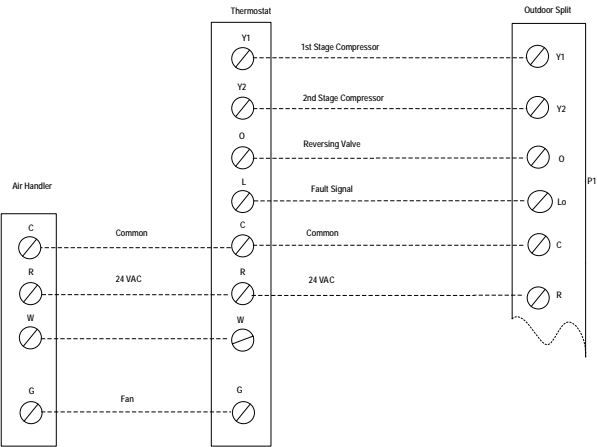 Thermostat
Outdoor Split
Y1
1st Stage Compressor
Y1
Y2
2nd Stage Compressor
Y2
O
Reversing Valve
O
L
Fault Signal
Lo
P1
Air Handler
C
Common
C
Common
C
R
24 VAC
R
24 VAC
R
W
W
G
Fan
G